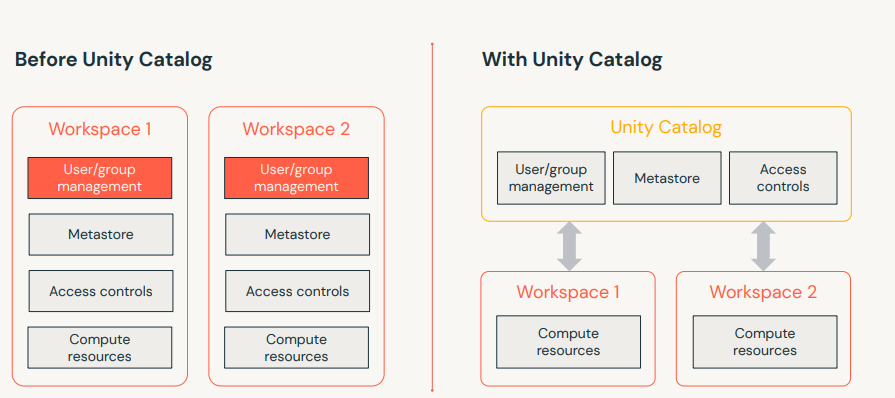 Before Unity Catalog
Workspace 1
User/group
management
Metastore
Access controls
Compute
resources
Workspace 2
User/group
management
Metastore
Access controls
Compute
resources
With Unity Catalog
Unity Catalog
User/group
management
Metastore
Access
controls
Workspace 1
Compute
resources
Workspace 2
Compute
resources